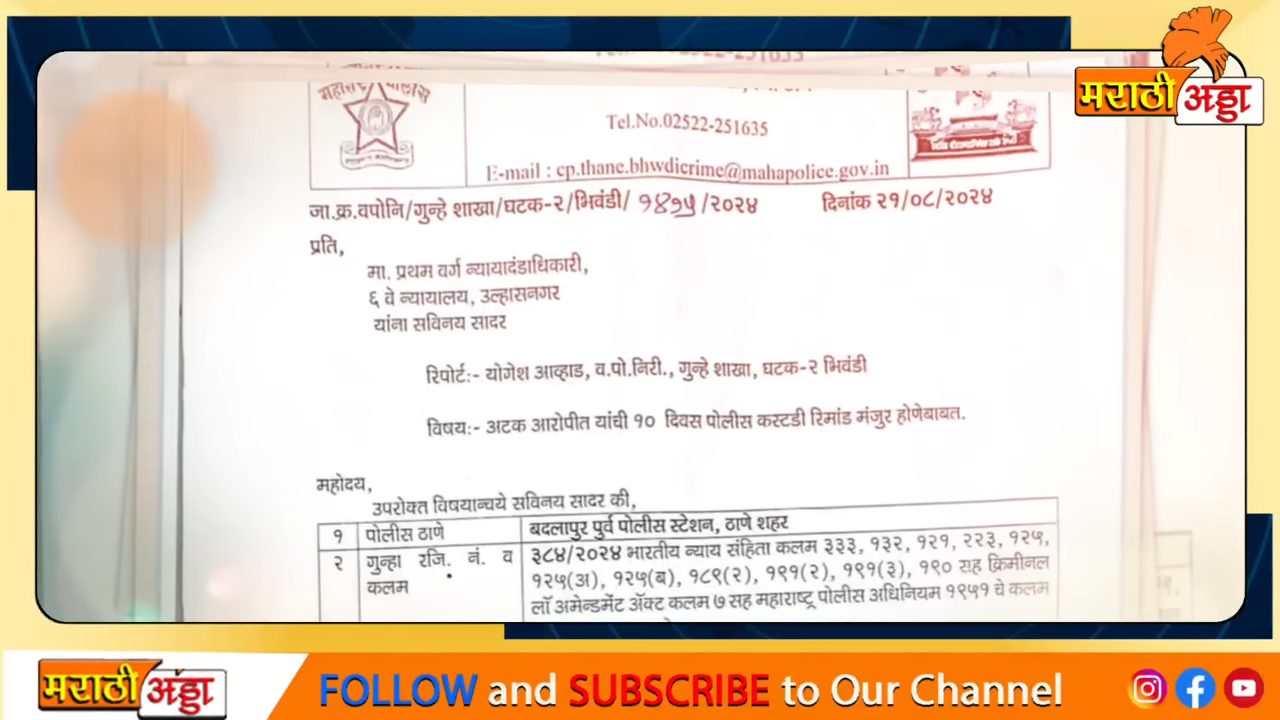 मराठी अड्डा
महाराष्ट्र पोलीस
Tel.No.02522-251635
E-mail : cp.thane.bhwdicrime@mahapolice.gov.in
जा.क्र.वपोनि/गुन्हे शाखा/घटक-२/भिवंडी/ १४७५ /२०२४ दिनांक २१/०८/२०२४
प्रति,
मा. प्रथम वर्ग न्यायादंडाधिकारी,
६ वे न्यायालय, उल्हासनगर
यांना सविनय सादर
रिपोर्ट:- योगेश आव्हाड, व.पो.निरी., गुन्हे शाखा, घटक-२ भिवंडी
विषय:- अटक आरोपीत यांची १० दिवस पोलीस कस्टडी रिमांड मंजुर होणेबाबत.
महोदय,
उपरोक्त विषयान्वये सविनय सादर की,
१ पोलीस ठाणे बदलापुर पुर्व पोलीस स्टेशन, ठाणे शहर
२ गुन्हा रजि. नं. व कलम ३८४/२०२४ भारतीय न्याय संहिता कलम ३३३, १३२, १२१, २२३, १२५,
१२५(अ), १२५(ब), १८९(२), १९१(२), १९१(३), १९० सह क्रिमीनल
लॉ अमेन्डमेंट ॲक्ट कलम ७ सह महाराष्ट्र पोलीस अधिनियम १९५१ चे कलम
मराठी अड्डा
FOLLOW and SUBSCRIBE to Our Channel